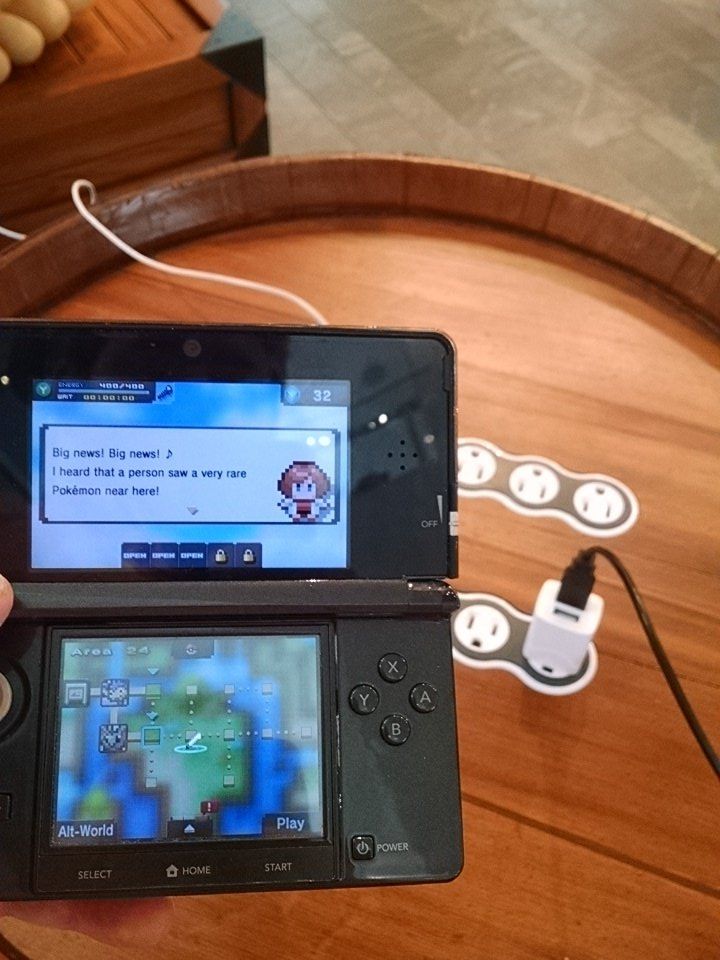 Y
ENERGY 400/400
WAIT 00:00:00
32
Big news! Big news! ♪
I heard that a person saw a very rare
Pokémon near here!
OPEN OPEN OPEN
OFF
Area 24
Alt-World
Play
X
Y
A
B
POWER
SELECT
HOME
START